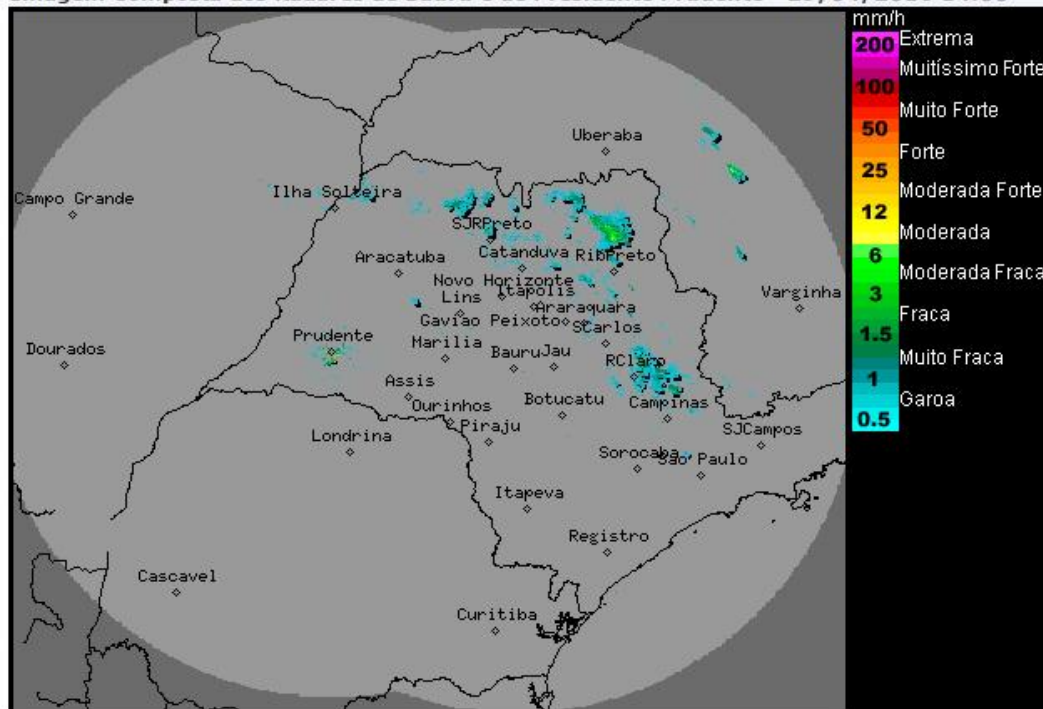 mm/h
200 Extrema
Muitíssimo Forte
100
Muito Forte
50
Forte
25
Moderada Forte
12
Moderada
6
Moderada Fraca
3
Fraca
1.5
Muito Fraca
1
Garoa
0.5
Uberaba
Campo Grande
Ilha Solteira
SJRPreto
Catanduva
RibPreto
Aracatuba
Novo Horizonte
Itapolis
Lins
Araraquara
Varginha
Gaviao Peixoto
SCarlos
Prudente
Dourados
Marilia
Bauru
Jau
RClaro
Assis
Ourinhos
Botucatu
Campinas
Piraju
SJCampos
Londrina
Sorocaba
Sao Paulo
Itapeva
Registro
Cascavel
Curitiba